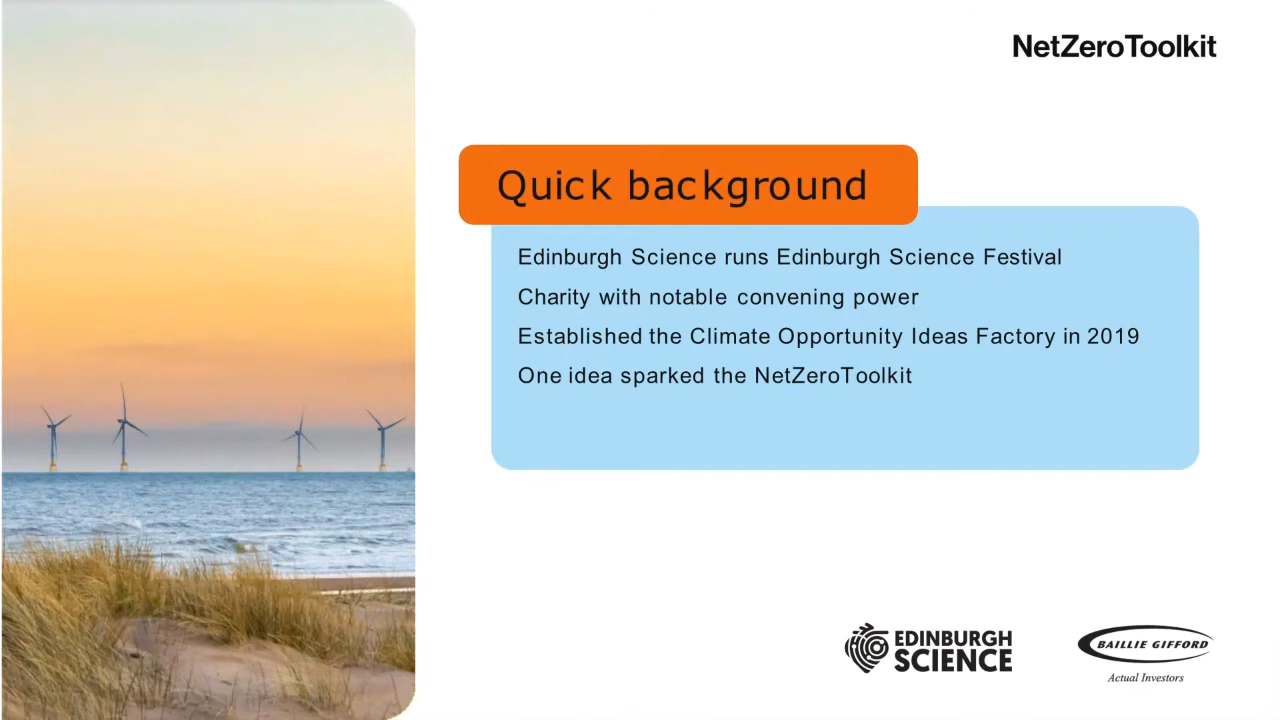 NetZeroToolkit
Quick background
Edinburgh Science runs Edinburgh Science Festival
Charity with notable convening power
Established the Climate Opportunity Ideas Factory in 2019
One idea sparked the NetZeroToolkit
EDINBURGH
SCIENCE
BAILLIE GIFFORD
Actual Investors